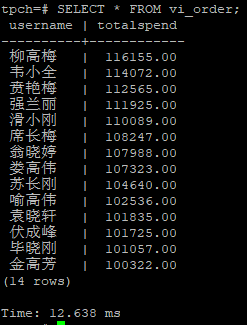 tpch=# SELECT * FROM vi_order;
username | totalspend
----------+------------
柳高梅 | 116155.00
韦小全 | 114072.00
贲艳梅 | 112565.00
强兰丽 | 111925.00
滑小刚 | 110089.00
席长梅 | 108247.00
翁晓婷 | 107988.00
娄高伟 | 107323.00
苏长刚 | 104640.00
喻高伟 | 102536.00
袁晓轩 | 101835.00
伏成峰 | 101725.00
毕晓刚 | 101057.00
金高芳 | 100322.00
(14 rows)
Time: 12.638 ms